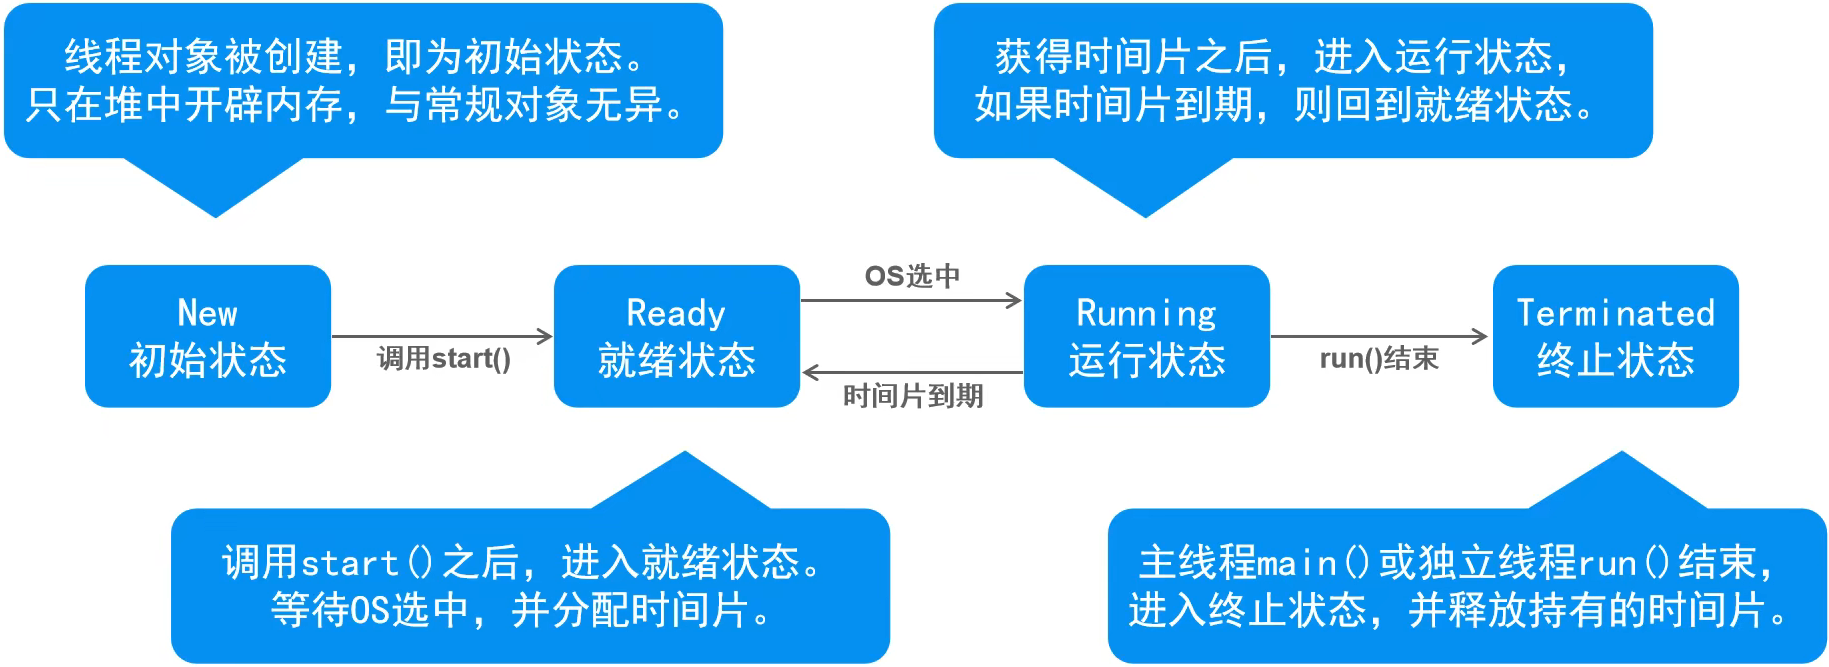 线程对象被创建，即为初始状态。
只在堆中开辟内存，与常规对象无异。
获得时间片之后，进入运行状态，
如果时间片到期，则回到就绪状态。
New
初始状态
调用start()
Ready
就绪状态
OS选中
时间片到期
Running
运行状态
run()结束
Terminated
终止状态
调用start()之后，进入就绪状态。
等待OS选中，并分配时间片。
主线程main()或独立线程run()结束，
进入终止状态，并释放持有的时间片。